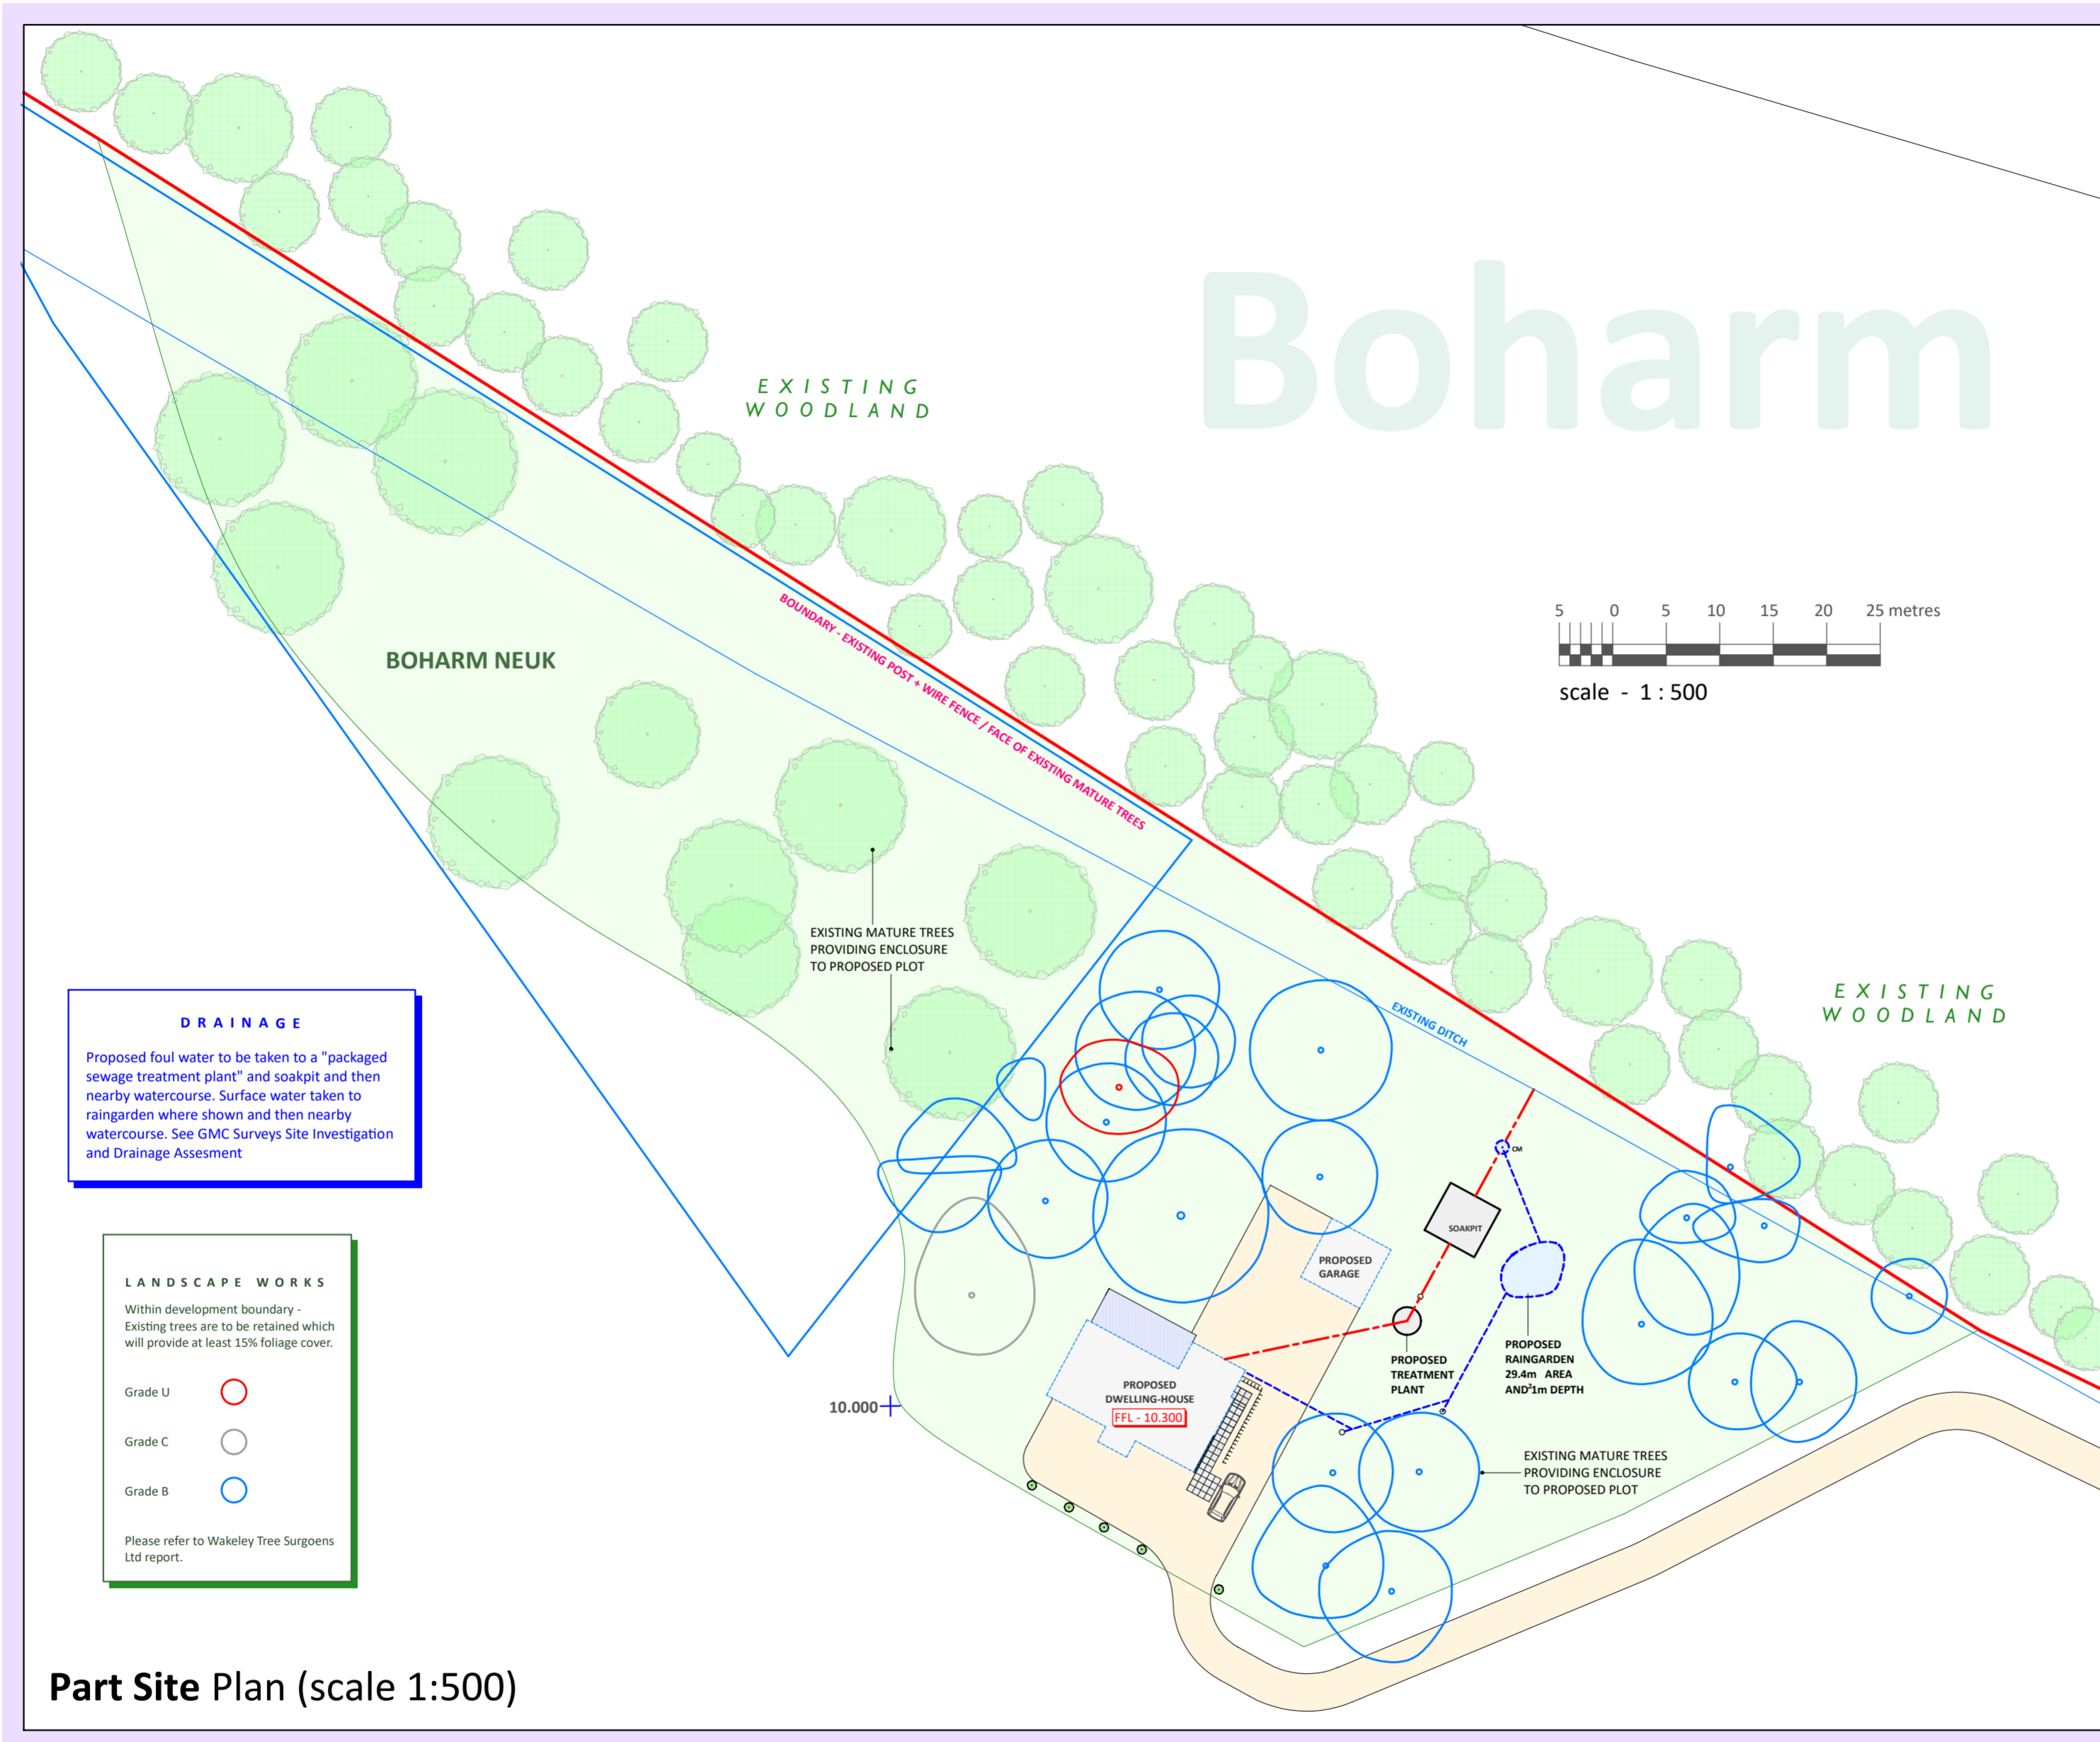 Boharm
EXISTING
WOODLAND
BOUNDARY - EXISTING POST + WIRE FENCE / FACE OF EXISTING MATURE TREES
5 0 5 10 15 20 25 metres
scale - 1 : 500
BOHARM NEUK
EXISTING MATURE TREES
PROVIDING ENCLOSURE
TO PROPOSED PLOT
EXISTING DITCH
EXISTING
WOODLAND
DRAINAGE
Proposed foul water to be taken to a "packaged
sewage treatment plant" and soakpit and then
nearby watercourse. Surface water taken to
raingarden where shown and then nearby
watercourse. See GMC Surveys Site Investigation
and Drainage Assesment
CM
SOAKPIT
PROPOSED
GARAGE
PROPOSED
TREATMENT
PLANT
PROPOSED
RAINGARDEN
29.4m AREA
AND 1m DEPTH
2
PROPOSED
DWELLING-HOUSE
FFL - 10.300
10.000
EXISTING MATURE TREES
PROVIDING ENCLOSURE
TO PROPOSED PLOT
LANDSCAPE WORKS
Within development boundary -
Existing trees are to be retained which
will provide at least 15% foliage cover.
Grade U
Grade C
Grade B
Please refer to Wakeley Tree Surgoens
Ltd report.
Part Site Plan (scale 1:500)